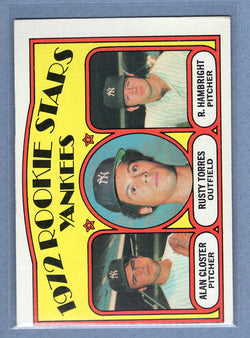 1972 ROOKIE STARS
YANKEES
ALAN CLOSTER
PITCHER
RUSTY TORRES
OUTFIELD
R. HAMBRIGHT
PITCHER